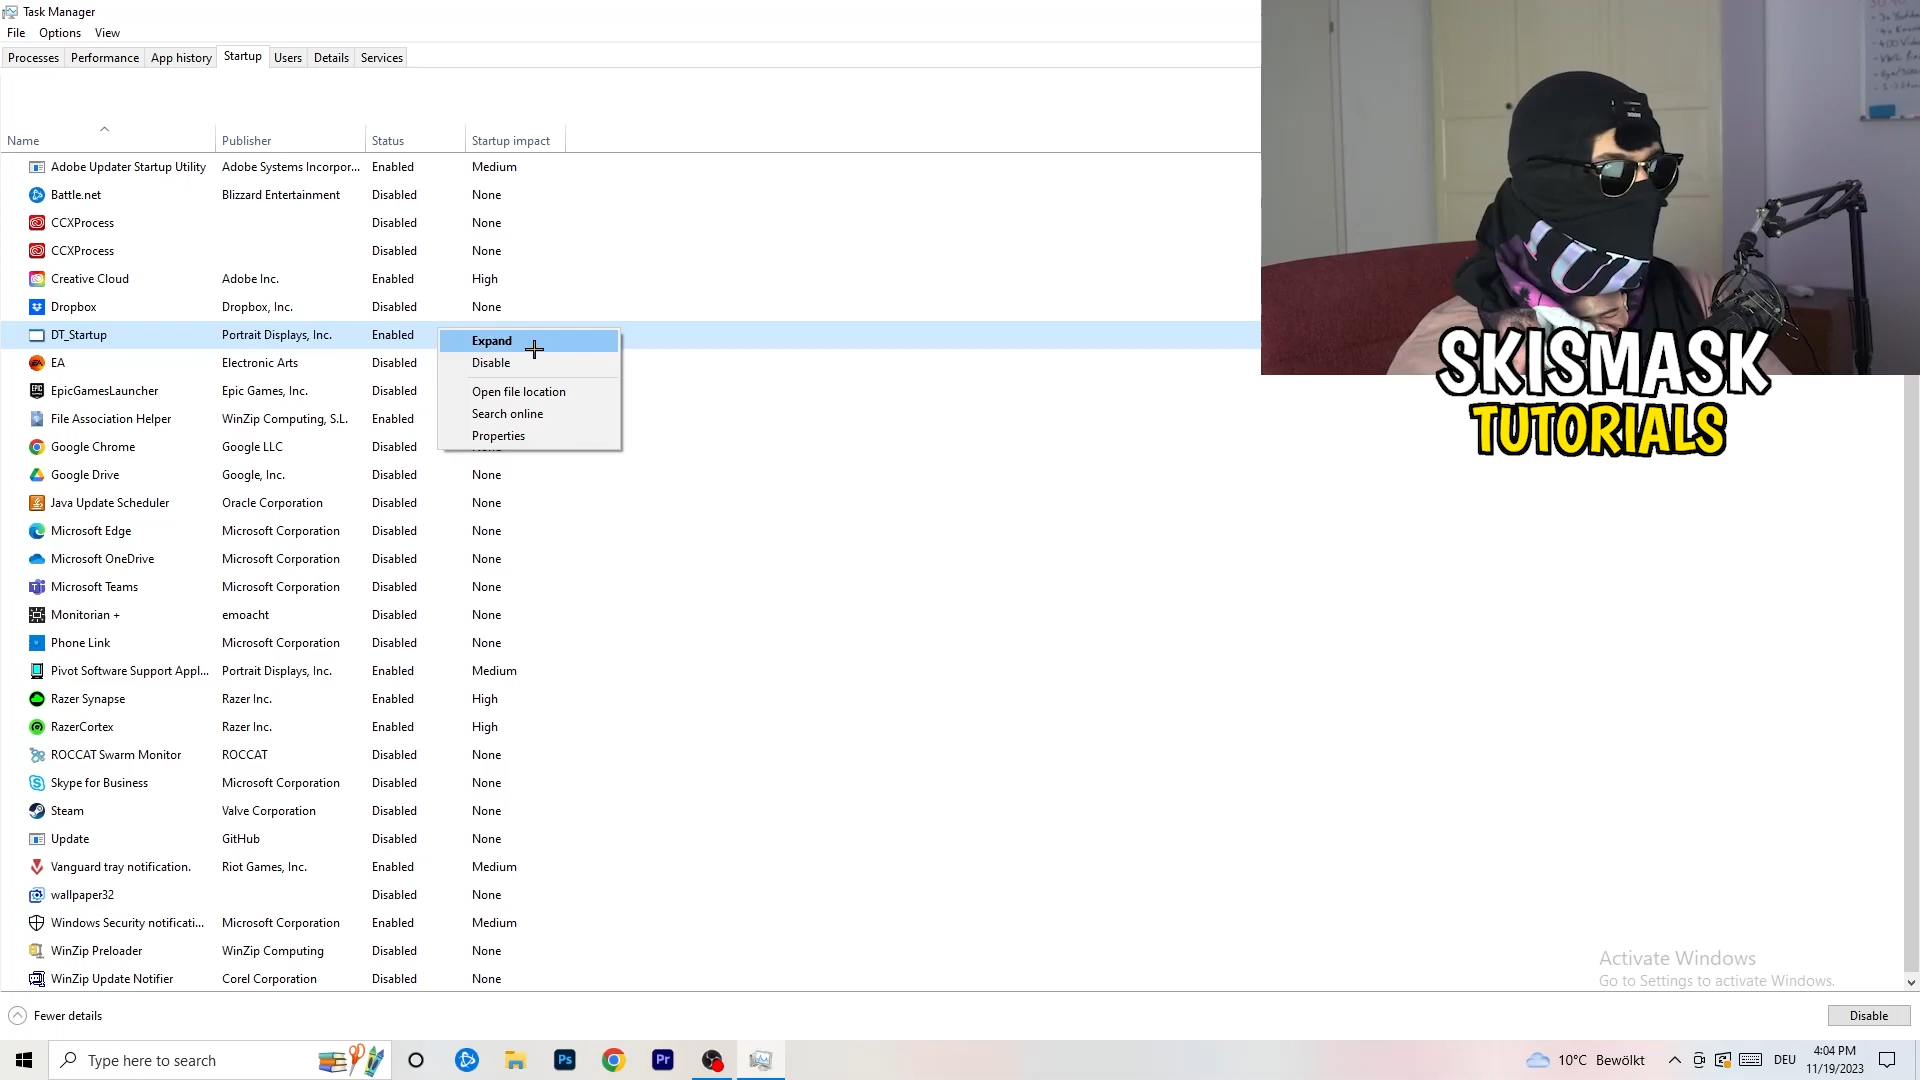 Task Manager
File Options View
Processes Performance App history Startup Users Details Services
Name Publisher Status Startup impact
Adobe Updater Startup Utility Adobe Systems Incorpor... Enabled Medium
Battle.net Blizzard Entertainment Disabled None
CCXProcess Disabled None
CCXProcess Disabled None
Creative Cloud Adobe Inc. Enabled High
Dropbox Dropbox, Inc. Disabled None
DT_Startup Portrait Displays, Inc. Enabled
EA Electronic Arts Disabled
EpicGamesLauncher Epic Games, Inc. Disabled
File Association Helper WinZip Computing, S.L. Enabled
Google Chrome Google LLC Disabled
Google Drive Google, Inc. Disabled None
Java Update Scheduler Oracle Corporation Disabled None
Microsoft Edge Microsoft Corporation Disabled None
Microsoft OneDrive Microsoft Corporation Disabled None
Microsoft Teams Microsoft Corporation Disabled None
Monitorian + emoacht Disabled None
Phone Link Microsoft Corporation Disabled None
Pivot Software Support Appl... Portrait Displays, Inc. Enabled Medium
Razer Synapse Razer Inc. Enabled High
RazerCortex Razer Inc. Enabled High
ROCCAT Swarm Monitor ROCCAT Disabled None
Skype for Business Microsoft Corporation Disabled None
Steam Valve Corporation Disabled None
Update GitHub Disabled None
Vanguard tray notification. Riot Games, Inc. Enabled Medium
wallpaper32 Disabled None
Windows Security notificati... Microsoft Corporation Enabled Medium
WinZip Preloader WinZip Computing Disabled None
WinZip Update Notifier Corel Corporation Disabled None
Expand
Disable
Open file location
Search online
Properties
SKISMASK
TUTORIALS
Activate Windows
Go to Settings to activate Windows.
Fewer details
Disable
Type here to search
Ps
Pr
10°C Bewölkt
DEU
4:04 PM
11/19/2023